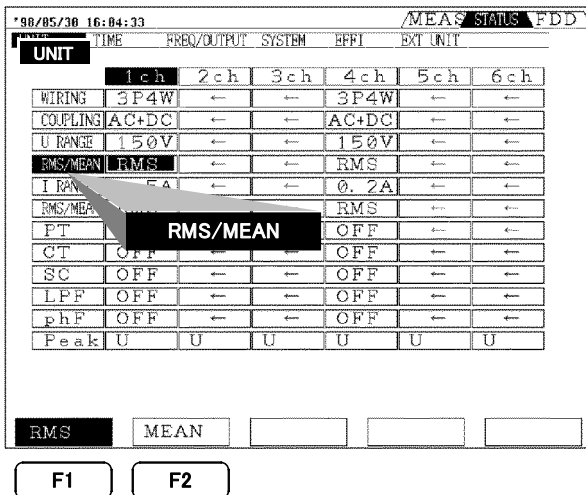 '98/05/30 16:04:33 MEAS STATUS FDD
UNIT TIME FREQ/OUTPUT SYSTEM EFFI EXT UNIT
UNIT
1ch 2ch 3ch 4ch 5ch 6ch
WIRING 3P4W ← ← 3P4W ← ←
COUPLING AC+DC ← ← AC+DC ← ←
U RANGE 150V ← ← 150V ← ←
RMS/MEAN RMS ← ← RMS ← ←
I RAN 5A ← ← 0. 2A ← ←
RMS/MEA RMS ← ←
RMS/MEAN
PT OFF ← ←
CT OFF ← ← OFF ← ←
SC OFF ← ← OFF ← ←
LPF OFF ← ← OFF ← ←
phF OFF ← ← OFF ← ←
Peak U U U U U U
RMS MEAN
F1 F2